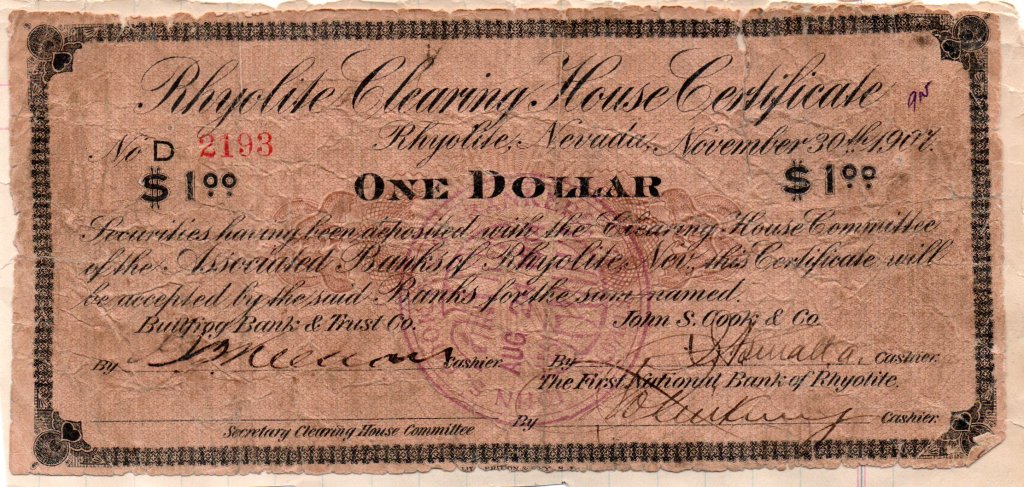 Rhyolite Clearing House Certificate
No D 2193 Rhyolite, Nevada, November 30th 1907.
$1.00 ONE DOLLAR $1.00
Securities having been deposited with the Clearing House Committee
of the Associated Banks of Rhyolite, Nev., this Certificate will
be accepted by the said Banks for the sum named.
Bullfrog Bank & Trust Co. John S. Cook & Co.
By Cashier. By Cashier.
The First National Bank of Rhyolite.
By Cashier.
Secretary Clearing House Committee
AUG